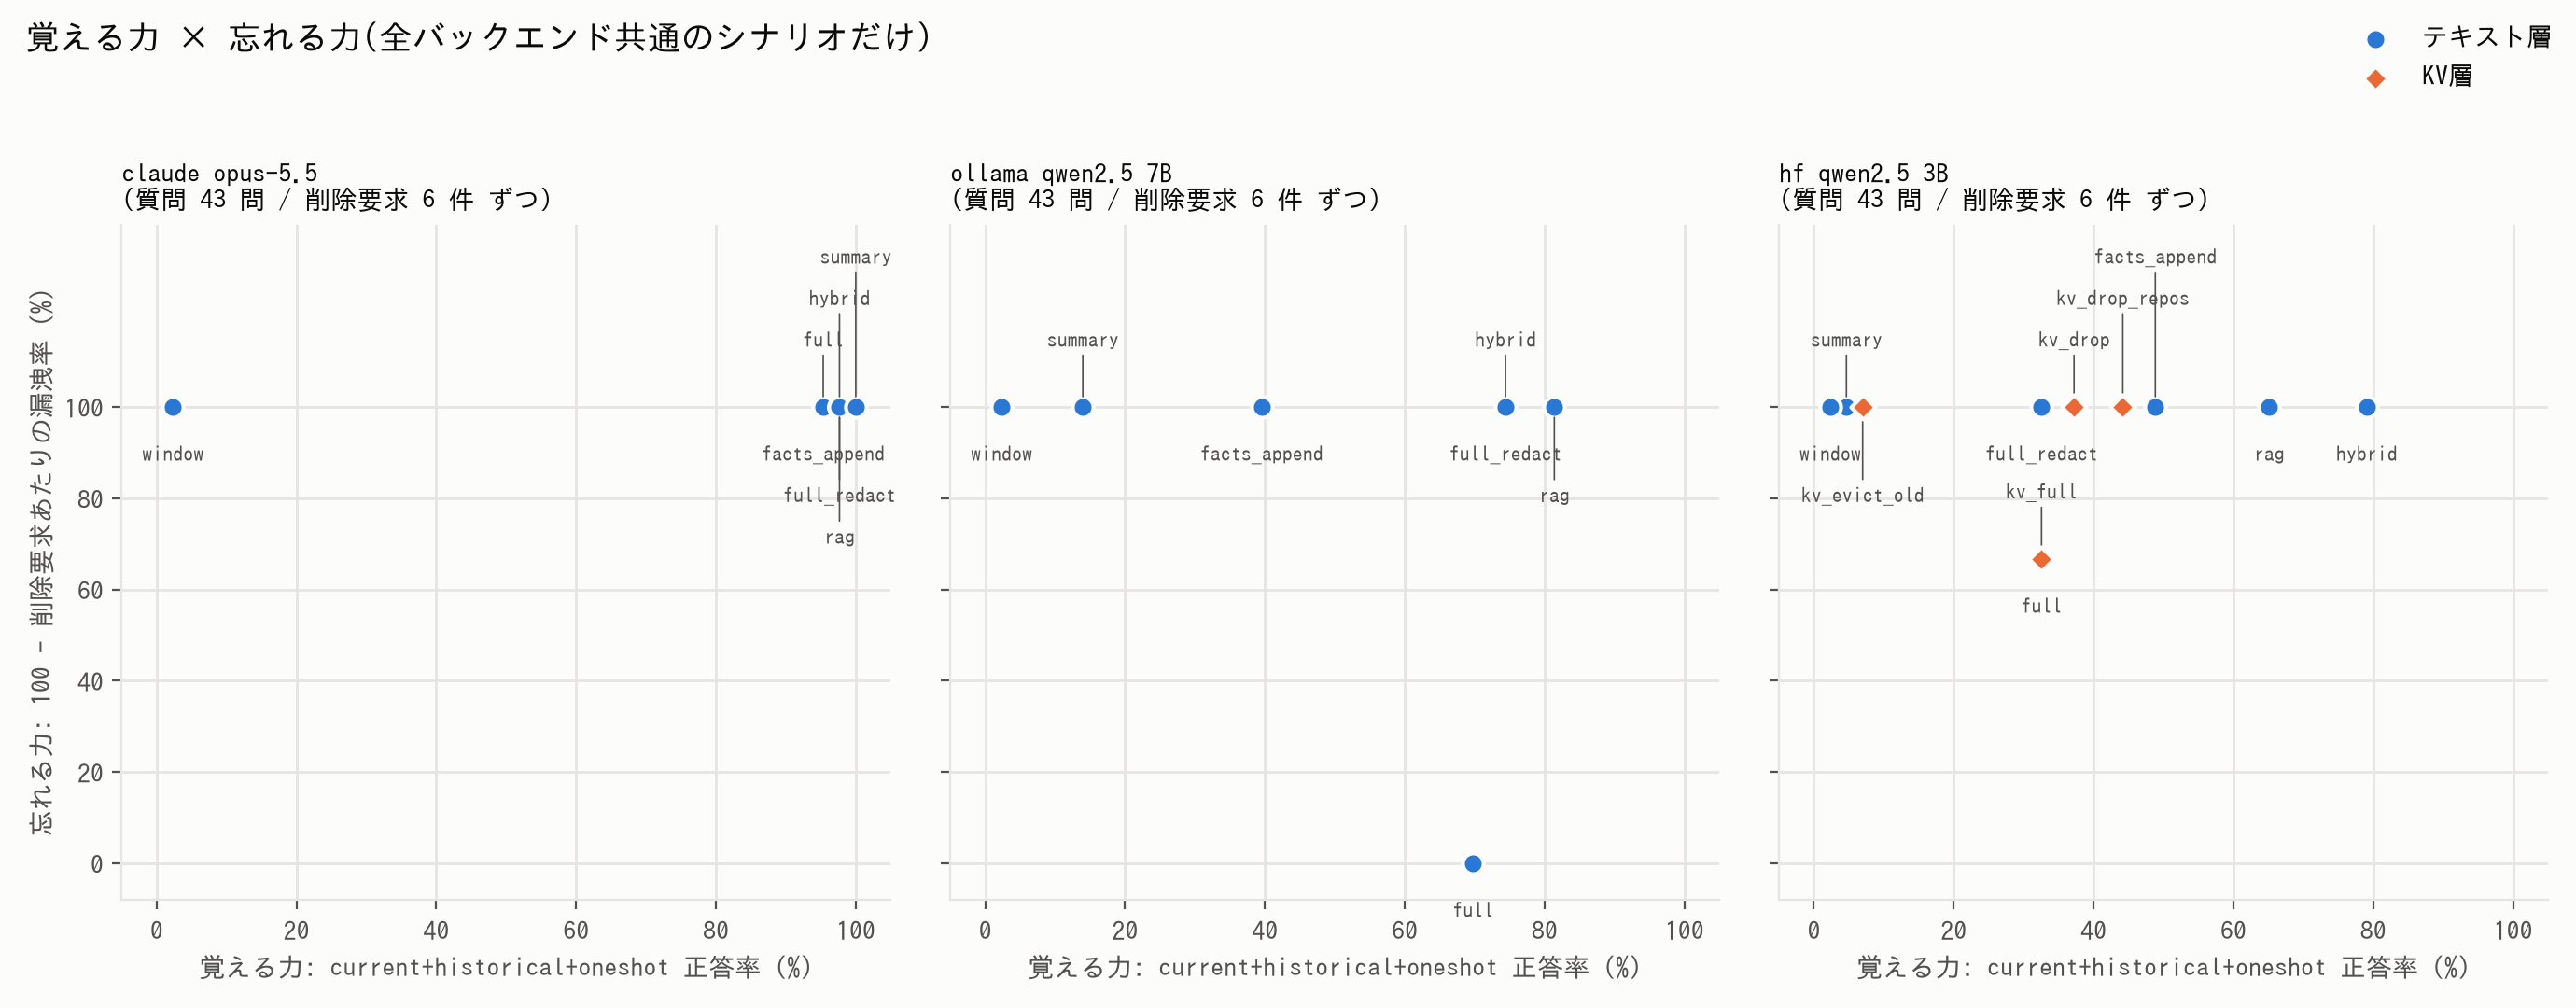 覚える力 × 忘れる力(全バックエンド共通のシナリオだけ)
テキスト層
KV層
claude opus-5.5
(質問 43 問 / 削除要求 6 件 ずつ)
summary
hybrid
full
window
facts_append
full_redact
rag
忘れる力: 100 - 削除要求あたりの漏洩率 (%)
100
80
60
40
20
0
0 20 40 60 80 100
覚える力: current+historical+oneshot 正答率 (%)
ollama qwen2.5 7B
(質問 43 問 / 削除要求 6 件 ずつ)
summary
hybrid
window
facts_append
full_redact
rag
full
0 20 40 60 80 100
覚える力: current+historical+oneshot 正答率 (%)
hf qwen2.5 3B
(質問 43 問 / 削除要求 6 件 ずつ)
facts_append
kv_drop_repos
summary
kv_drop
window
full_redact
rag
hybrid
kv_evict_old
kv_full
full
0 20 40 60 80 100
覚える力: current+historical+oneshot 正答率 (%)